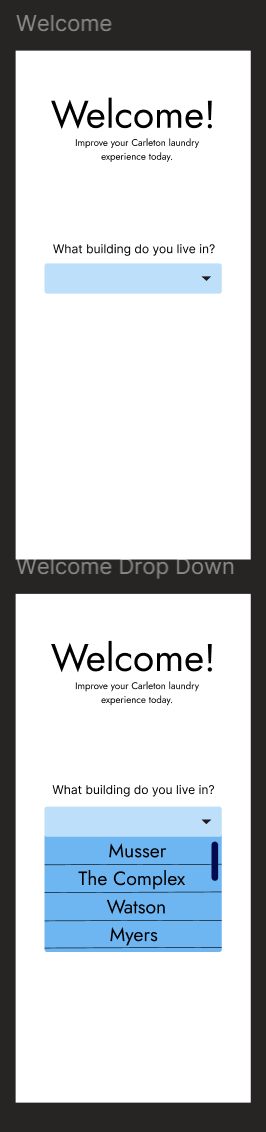 Welcome
Welcome!
Improve your Carleton laundry
experience today.
What building do you live in?
Welcome Drop Down
Welcome!
Improve your Carleton laundry
experience today.
What building do you live in?
Musser
The Complex
Watson
Myers